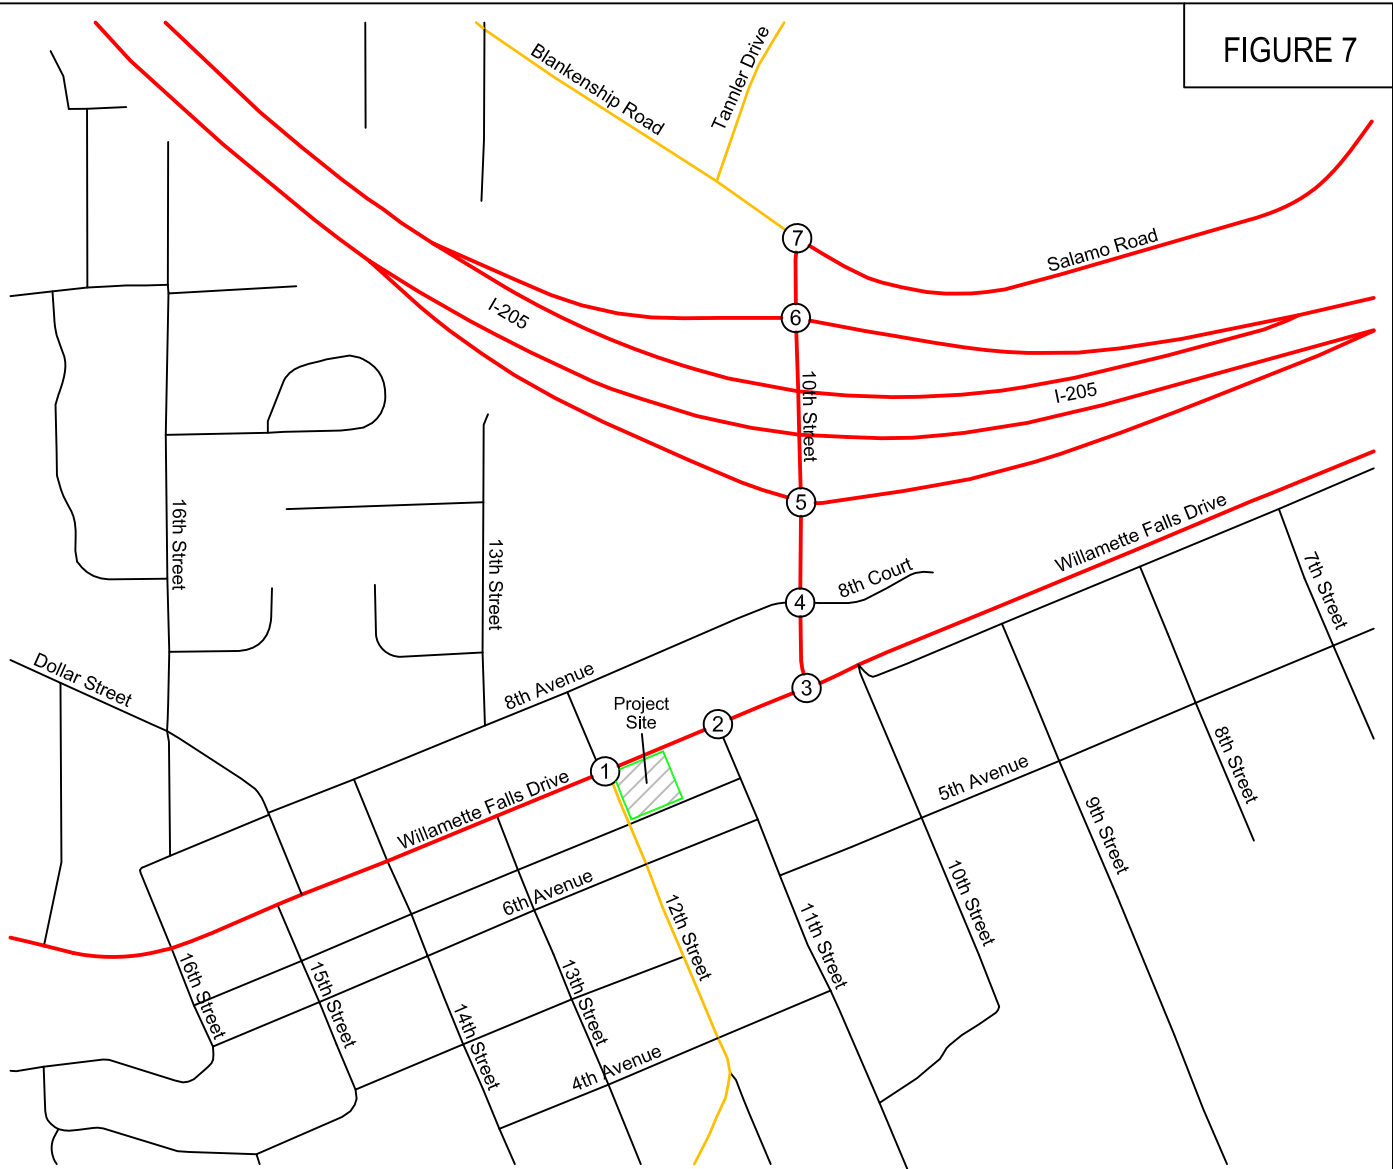 FIGURE 7
Blankenship Road
Tannler Drive
7
Salamo Road
6
I-205
10th Street
I-205
5
16th Street
13th Street
Willamette Falls Drive
8th Court
4
7th Street
Dollar Street
8th Avenue
3
Project
Site
2
1
Willamette Falls Drive
8th Street
5th Avenue
9th Street
6th Avenue
10th Street
12th Street
11th Street
16th Street
15th Street
13th Street
14th Street
4th Avenue